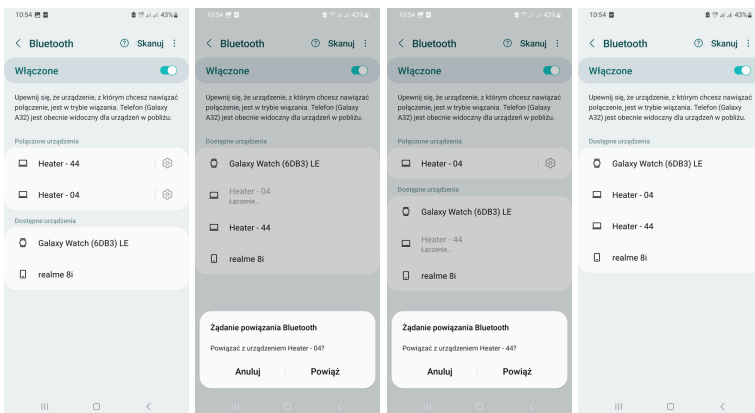 10:54
43%
Bluetooth
Skanuj
Włączone
Upewnij się, że urządzenie, z którym chcesz nawiązać
połączenie, jest w trybie wiązania. Telefon (Galaxy
A32) jest obecnie widoczny dla urządzeń w pobliżu.
Połączone urządzenia
Heater - 44
Heater - 04
Dostępne urządzenia
Galaxy Watch (6DB3) LE
realme 8i
10:54
43%
Bluetooth
Skanuj
Włączone
Upewnij się, że urządzenie, z którym chcesz nawiązać
połączenie, jest w trybie wiązania. Telefon (Galaxy
A32) jest obecnie widoczny dla urządzeń w pobliżu.
Dostępne urządzenia
Galaxy Watch (6DB3) LE
Heater - 04
Łączenie...
Heater - 44
realme 8i
Żądanie powiązania Bluetooth
Powiązać z urządzeniem Heater - 04?
Anuluj
Powiąż
10:54
43%
Bluetooth
Skanuj
Włączone
Upewnij się, że urządzenie, z którym chcesz nawiązać
połączenie, jest w trybie wiązania. Telefon (Galaxy
A32) jest obecnie widoczny dla urządzeń w pobliżu.
Połączone urządzenia
Heater - 04
Dostępne urządzenia
Galaxy Watch (6DB3) LE
Heater - 44
Łączenie...
realme 8i
Żądanie powiązania Bluetooth
Powiązać z urządzeniem Heater - 44?
Anuluj
Powiąż
10:54
43%
Bluetooth
Skanuj
Włączone
Upewnij się, że urządzenie, z którym chcesz nawiązać
połączenie, jest w trybie wiązania. Telefon (Galaxy
A32) jest obecnie widoczny dla urządzeń w pobliżu.
Dostępne urządzenia
Galaxy Watch (6DB3) LE
Heater - 04
Heater - 44
realme 8i